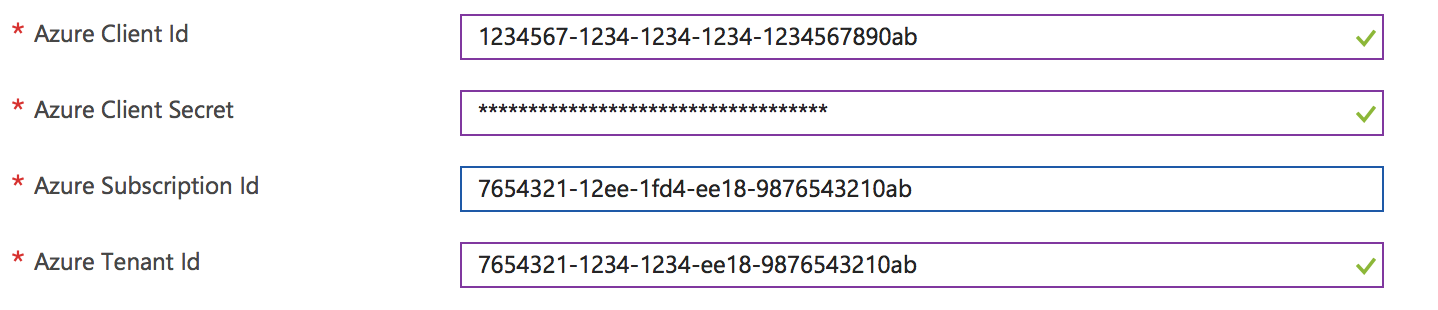 * Azure Client Id 1234567-1234-1234-1234-1234567890ab
* Azure Client Secret ***********************************
* Azure Subscription Id 7654321-12ee-1fd4-ee18-9876543210ab
* Azure Tenant Id 7654321-1234-1234-ee18-9876543210ab